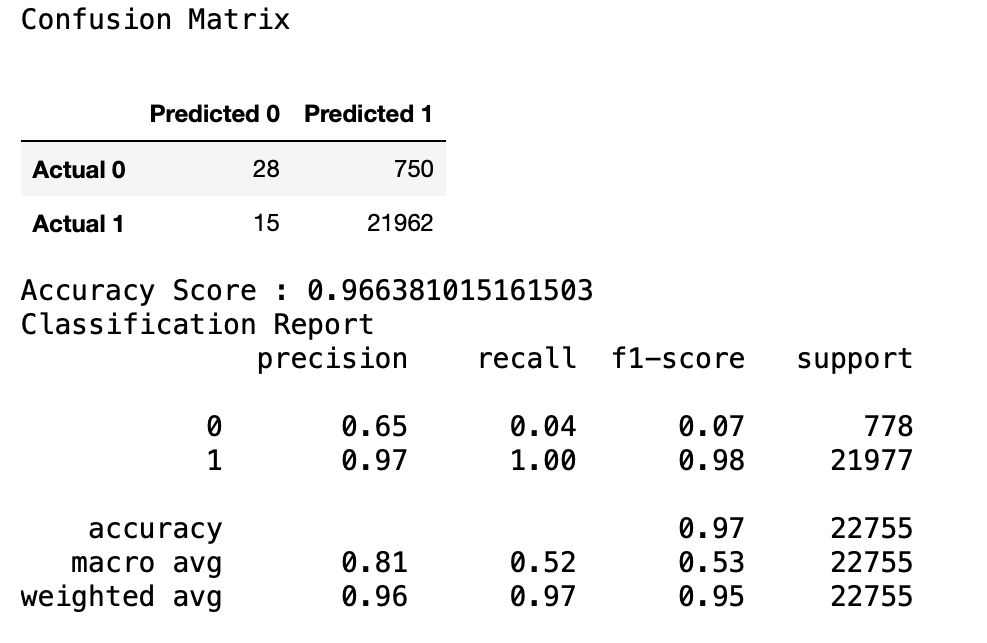 Confusion Matrix
Predicted 0 Predicted 1
Actual 0 28 750
Actual 1 15 21962
Accuracy Score : 0.966381015161503
Classification Report
precision recall f1-score support
0 0.65 0.04 0.07 778
1 0.97 1.00 0.98 21977
accuracy 0.97 22755
macro avg 0.81 0.52 0.53 22755
weighted avg 0.96 0.97 0.95 22755